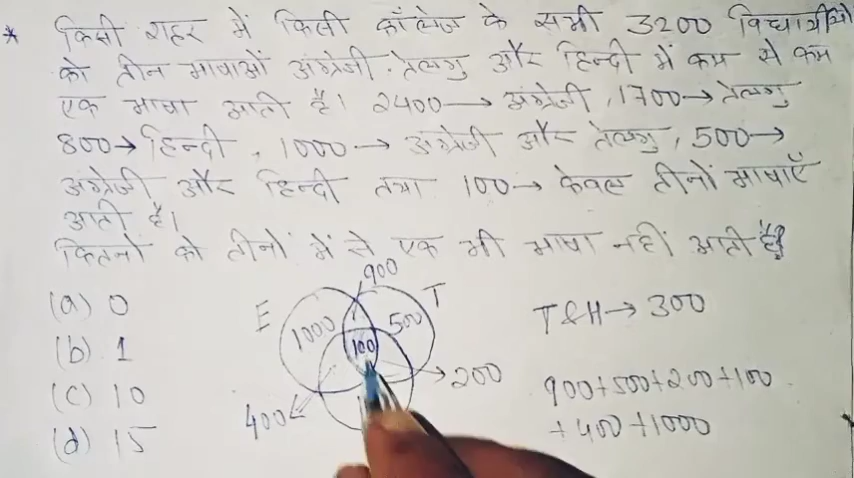 * किसी शहर में किसी कॉलेज के सभी 3200 विद्यार्थीयो
को तीन भाषाओं अंग्रेजी, तेलगु और हिन्दी में कम से कम
एक भाषा आती है। 2400→ अंग्रेजी, 1700→ तेलगु
800→ हिन्दी, 1000→ अंग्रेजी और तेलगु, 500→
अंग्रेजी और हिन्दी तथा 100→ केवल तीनों भाषाएँ
आती है।
कितनो को तीनों में से एक भी भाषा नहीं आती है?
(a) 0
(b) 1
(c) 10
(d) 15
900
E
T
1000
500
100
400
200
T&H→ 300
900+500+200+100
+400+1000